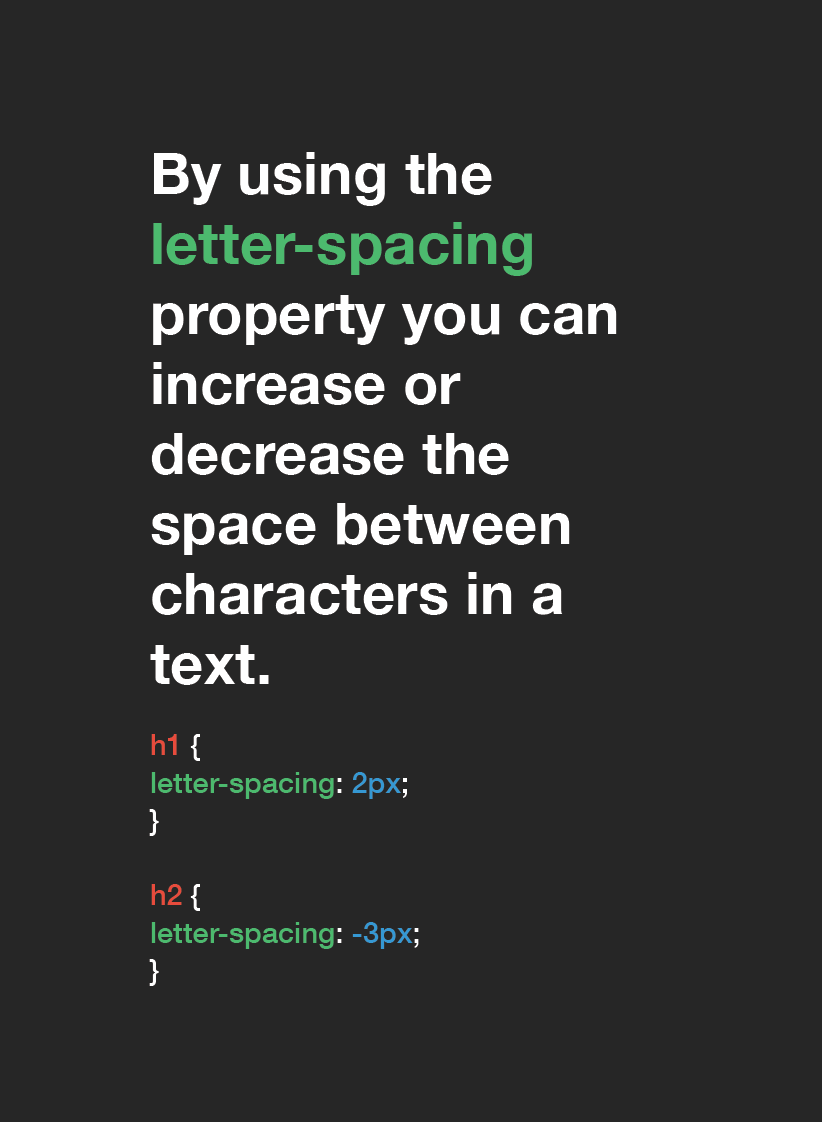 By using the
letter-spacing
property you can
increase or
decrease the
space between
characters in a
text.
h1 {
letter-spacing: 2px;
}
h2 {
letter-spacing: -3px;
}